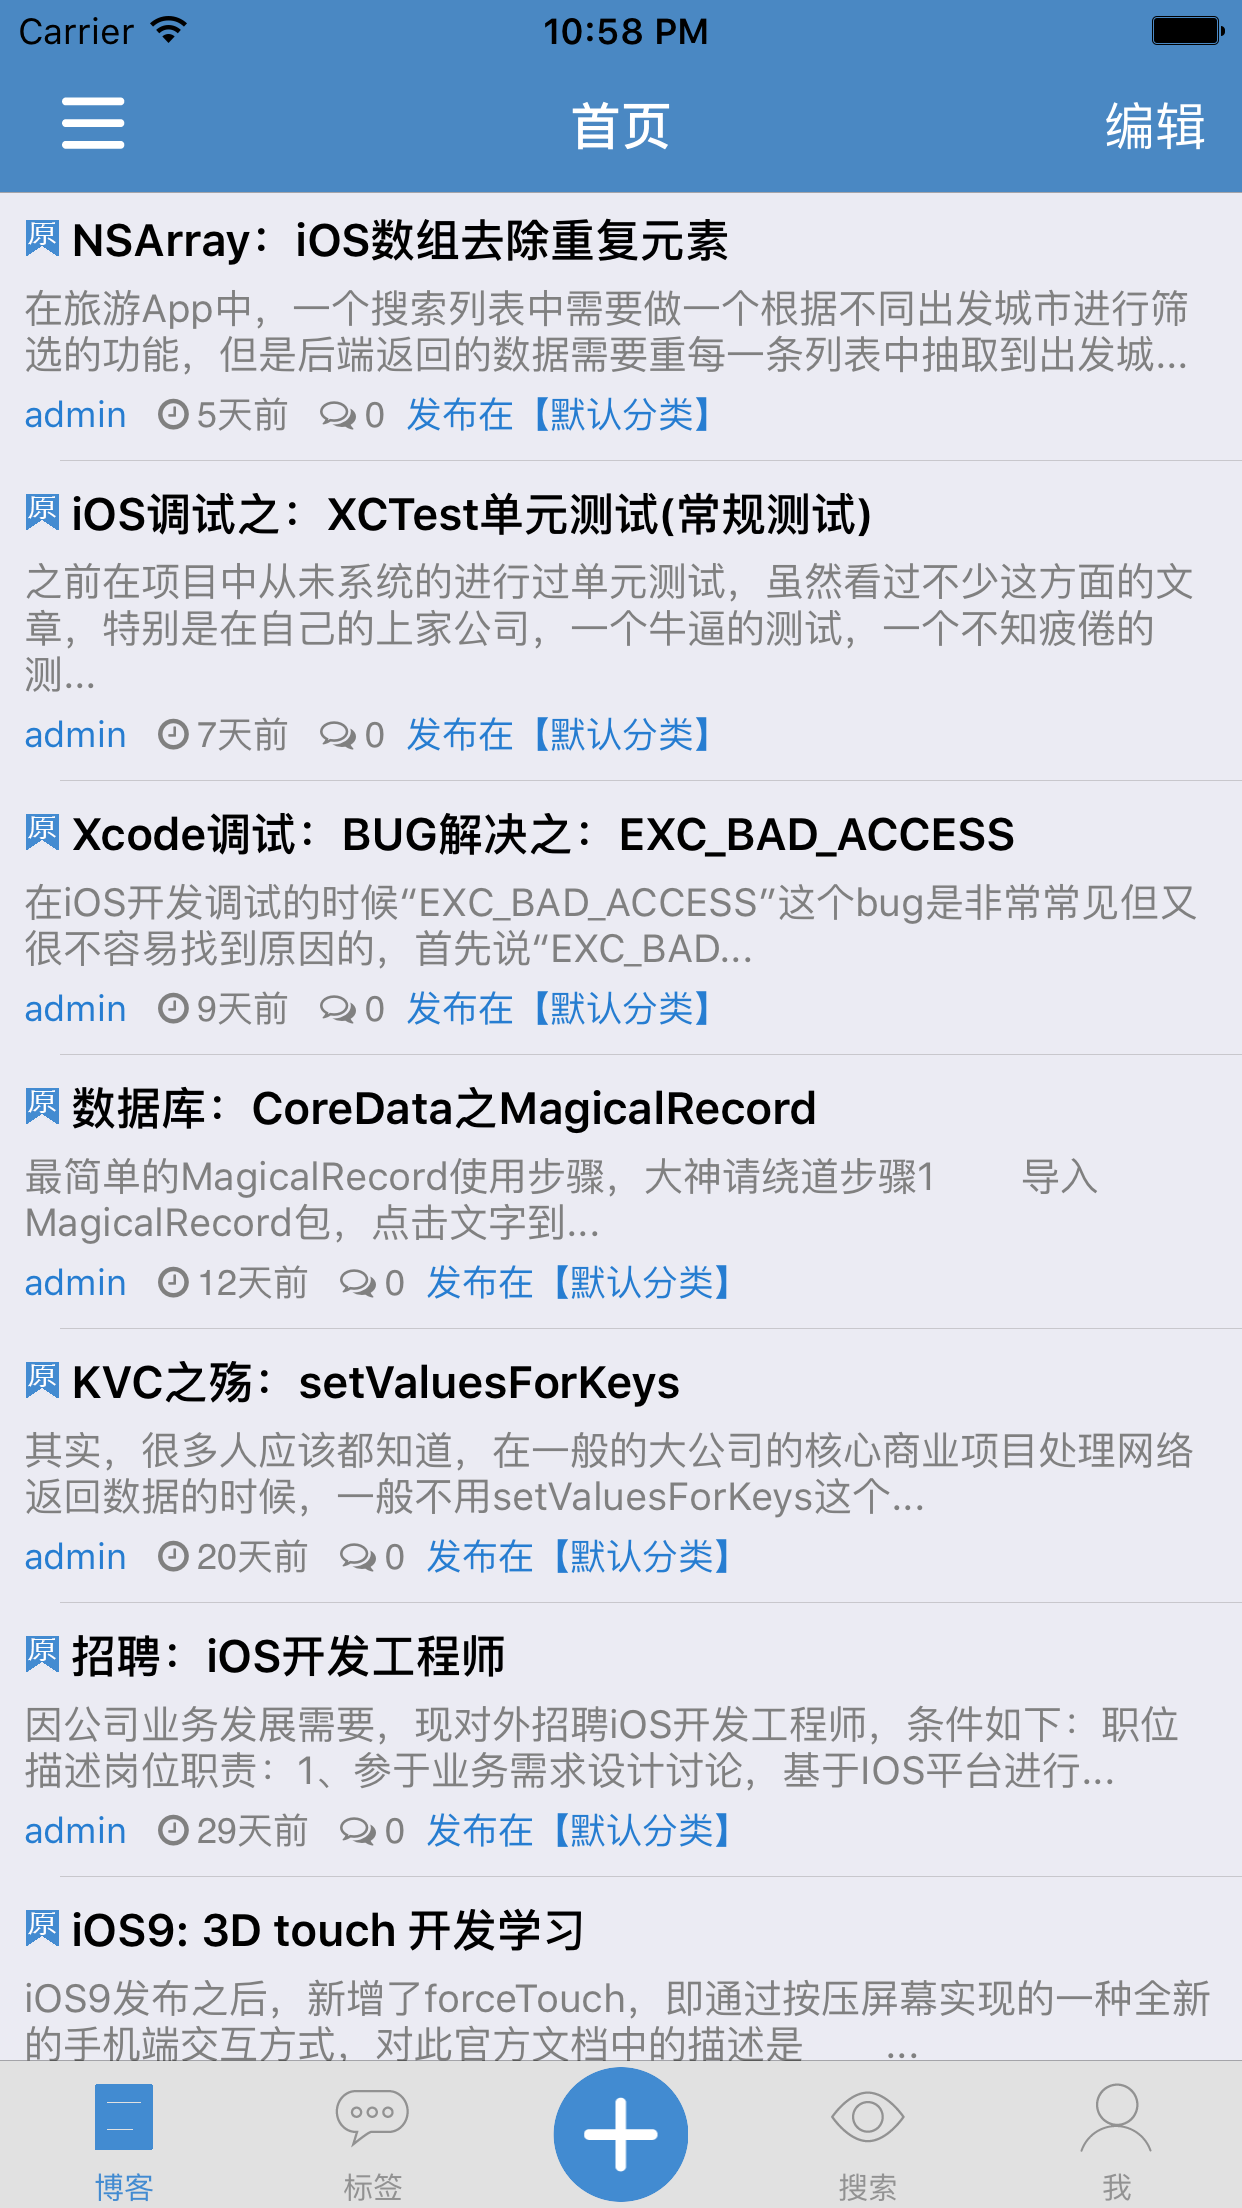 Carrier 10:58 PM
首页 编辑
原 NSArray：iOS数组去除重复元素
在旅游App中，一个搜索列表中需要做一个根据不同出发城市进行筛
选的功能，但是后端返回的数据需要重每一条列表中抽取到出发城...
admin 5天前 0 发布在【默认分类】
原 iOS调试之：XCTest单元测试(常规测试)
之前在项目中从未系统的进行过单元测试，虽然看过不少这方面的文
章，特别是在自己的上家公司，一个牛逼的测试，一个不知疲倦的
测...
admin 7天前 0 发布在【默认分类】
原 Xcode调试：BUG解决之：EXC_BAD_ACCESS
在iOS开发调试的时候“EXC_BAD_ACCESS”这个bug是非常常见但又
很不容易找到原因的，首先说“EXC_BAD...
admin 9天前 0 发布在【默认分类】
原 数据库：CoreData之MagicalRecord
最简单的MagicalRecord使用步骤，大神请绕道步骤1 导入
MagicalRecord包，点击文字到...
admin 12天前 0 发布在【默认分类】
原 KVC之殇：setValuesForKeys
其实，很多人应该都知道，在一般的大公司的核心商业项目处理网络
返回数据的时候，一般不用setValuesForKeys这个...
admin 20天前 0 发布在【默认分类】
原 招聘：iOS开发工程师
因公司业务发展需要，现对外招聘iOS开发工程师，条件如下：职位
描述岗位职责：1、参于业务需求设计讨论，基于IOS平台进行...
admin 29天前 0 发布在【默认分类】
原 iOS9: 3D touch 开发学习
iOS9发布之后，新增了forceTouch，即通过按压屏幕实现的一种全新
的手机端交互方式，对此官方文档中的描述是 ...
博客 标签 搜索 我